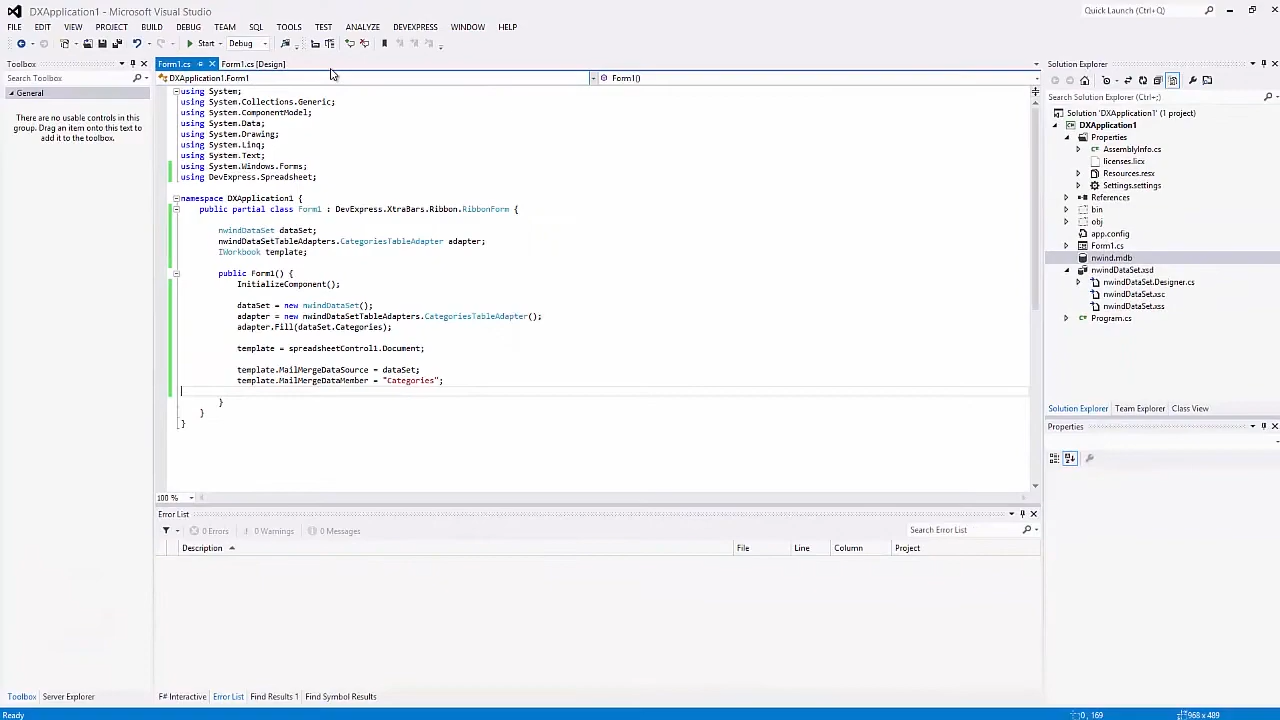 DXApplication1 - Microsoft Visual Studio
Quick Launch (Ctrl+Q)
FILE EDIT VIEW PROJECT BUILD DEBUG TEAM SQL TOOLS TEST ANALYZE DEVEXPRESS WINDOW HELP
Start Debug
Toolbox
Search Toolbox
General
There are no usable controls in this
group. Drag an item onto this text to
add it to the toolbox.
Form1.cs Form1.cs [Design]
DXApplication1.Form1 Form1()
using System;
using System.Collections.Generic;
using System.ComponentModel;
using System.Data;
using System.Drawing;
using System.Linq;
using System.Text;
using System.Windows.Forms;
using DevExpress.Spreadsheet;
namespace DXApplication1 {
public partial class Form1 : DevExpress.XtraBars.Ribbon.RibbonForm {
nwindDataSet dataSet;
nwindDataSetTableAdapters.CategoriesTableAdapter adapter;
IWorkbook template;
public Form1() {
InitializeComponent();
dataSet = new nwindDataSet();
adapter = new nwindDataSetTableAdapters.CategoriesTableAdapter();
adapter.Fill(dataSet.Categories);
template = spreadsheetControl1.Document;
template.MailMergeDataSource = dataSet;
template.MailMergeDataMember = "Categories";
}
}
}
100 %
Error List
0 Errors 0 Warnings 0 Messages
Search Error List
Description File Line Column Project
Solution Explorer
Search Solution Explorer (Ctrl+;)
Solution 'DXApplication1' (1 project)
DXApplication1
Properties
AssemblyInfo.cs
licenses.licx
Resources.resx
Settings.settings
References
bin
obj
app.config
Form1.cs
nwind.mdb
nwindDataSet.xsd
nwindDataSet.Designer.cs
nwindDataSet.xsc
nwindDataSet.xss
Program.cs
Solution Explorer Team Explorer Class View
Properties
Toolbox Server Explorer
F# Interactive Error List Find Results 1 Find Symbol Results
Ready
0 , 169
968 x 489